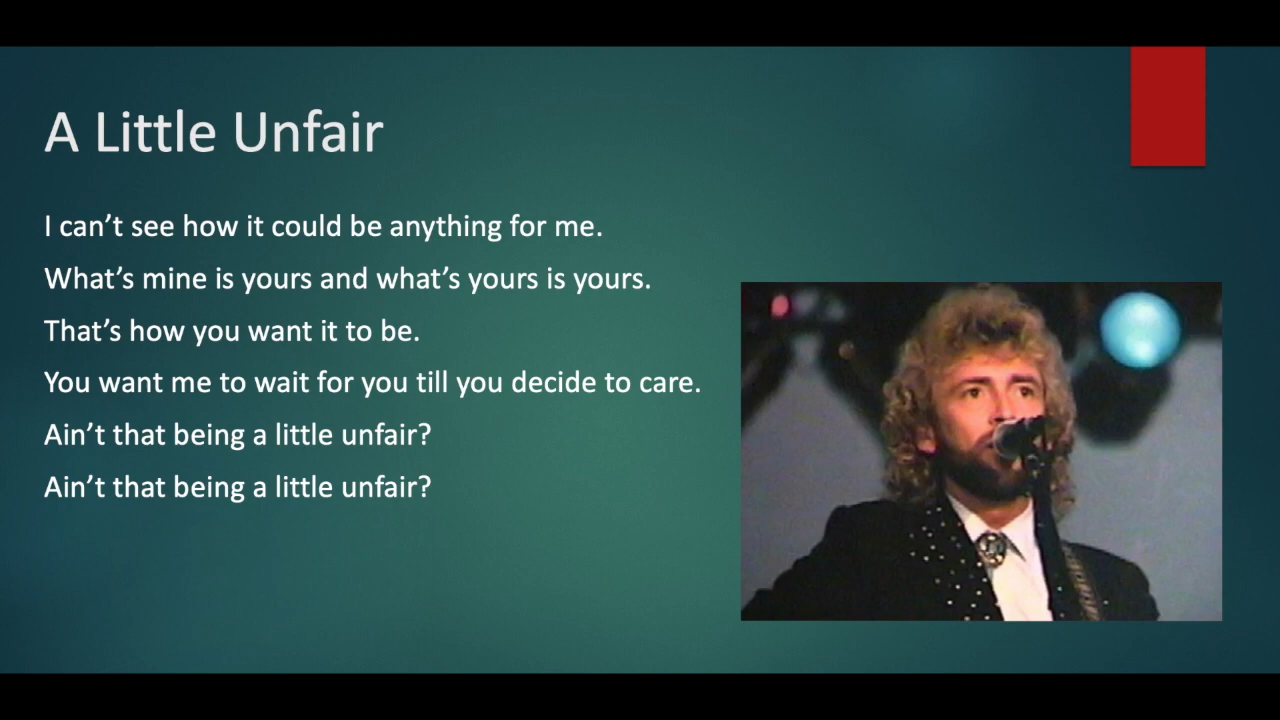 A Little Unfair
I can’t see how it could be anything for me.
What’s mine is yours and what’s yours is yours.
That’s how you want it to be.
You want me to wait for you till you decide to care.
Ain’t that being a little unfair?
Ain’t that being a little unfair?